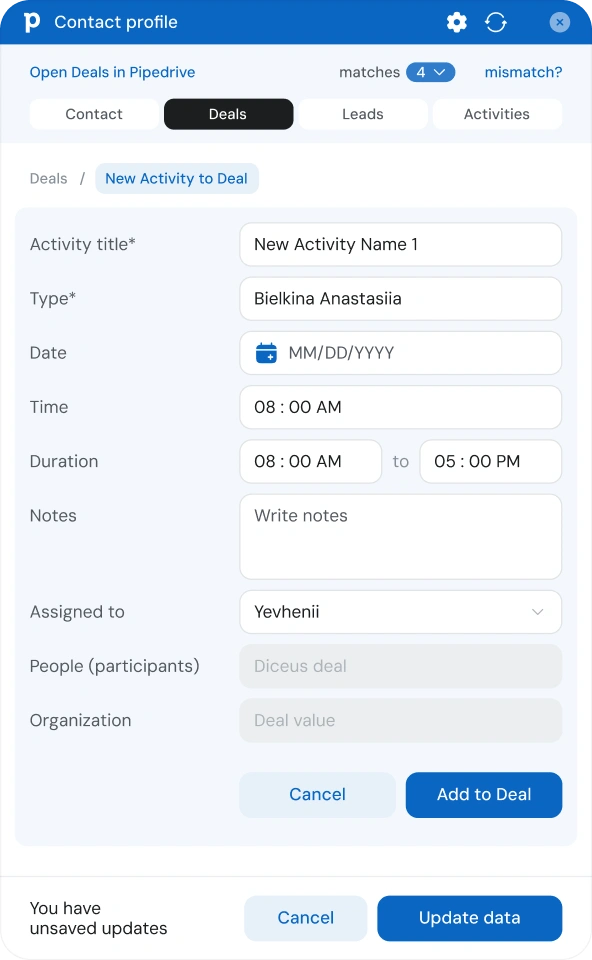 p Contact profile
Open Deals in Pipedrive matches 4 mismatch?
Contact Deals Leads Activities
Deals / New Activity to Deal
Activity title* New Activity Name 1
Type* Bielkina Anastasiia
Date MM/DD/YYYY
Time 08 : 00 AM
Duration 08 : 00 AM to 05 : 00 PM
Notes Write notes
Assigned to Yevhenii
People (participants) Diceus deal
Organization Deal value
Cancel Add to Deal
You have
unsaved updates
Cancel Update data